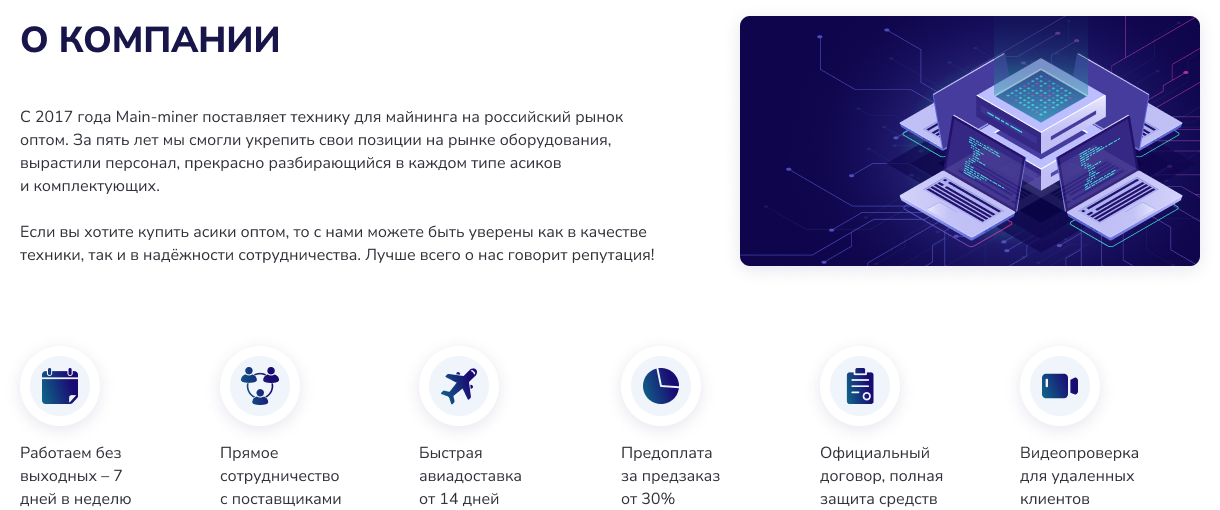 О КОМПАНИИ
С 2017 года Main-miner поставляет технику для майнинга на российский рынок
оптом. За пять лет мы смогли укрепить свои позиции на рынке оборудования,
вырастили персонал, прекрасно разбирающийся в каждом типе асиков
и комплектующих.
Если вы хотите купить асики оптом, то с нами можете быть уверены как в качестве
техники, так и в надёжности сотрудничества. Лучше всего о нас говорит репутация!
Работаем без
выходных – 7
дней в неделю
Прямое
сотрудничество
с поставщиками
Быстрая
авиадоставка
от 14 дней
Предоплата
за предзаказ
от 30%
Официальный
договор, полная
защита средств
Видеопроверка
для удаленных
клиентов